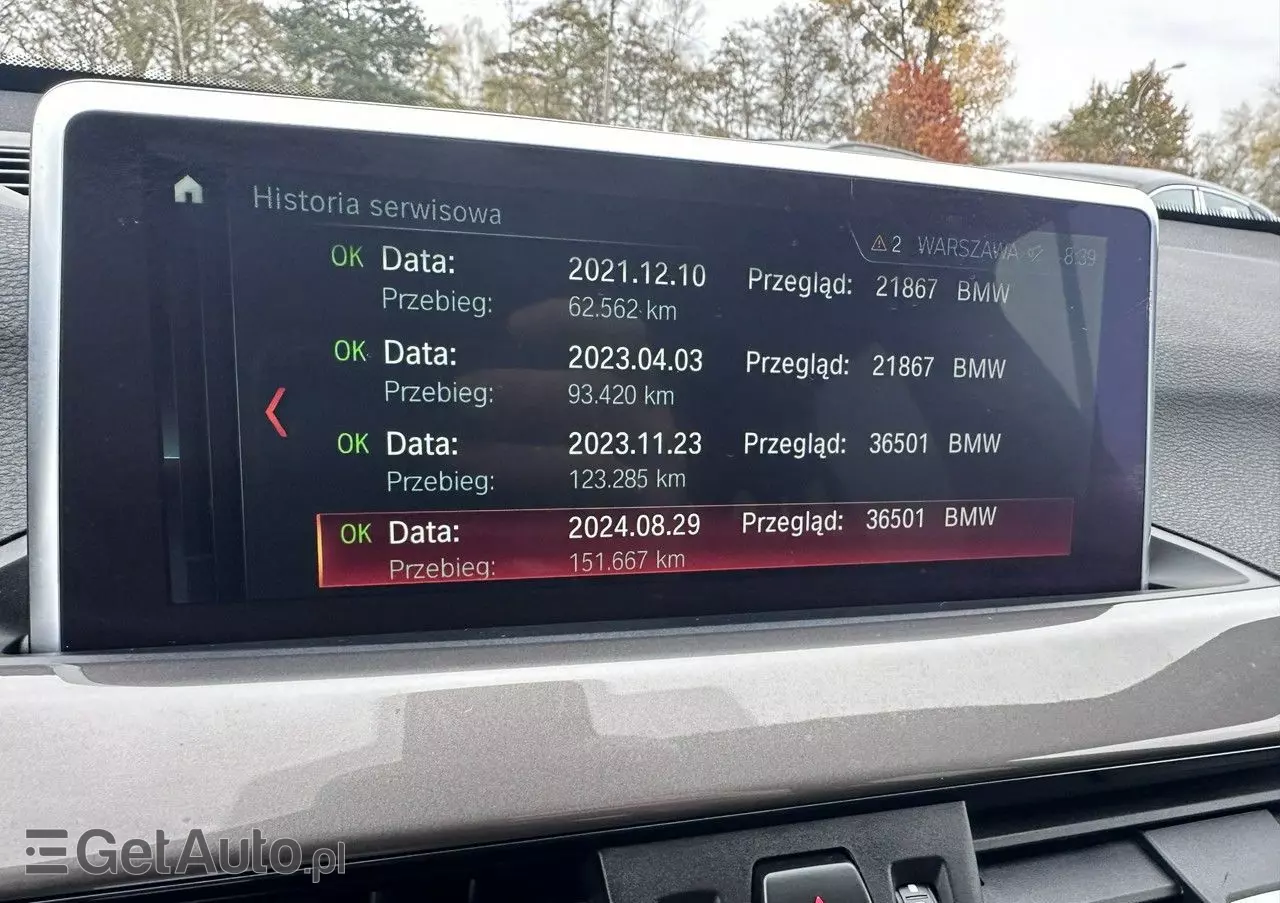 Historia serwisowa
2 WARSZAWA 8:39
OK Data: 2021.12.10 Przegląd: 21867 BMW
Przebieg: 62.562 km
OK Data: 2023.04.03 Przegląd: 21867 BMW
Przebieg: 93.420 km
OK Data: 2023.11.23 Przegląd: 36501 BMW
Przebieg: 123.285 km
OK Data: 2024.08.29 Przegląd: 36501 BMW
Przebieg: 151.667 km
GetAuto.pl